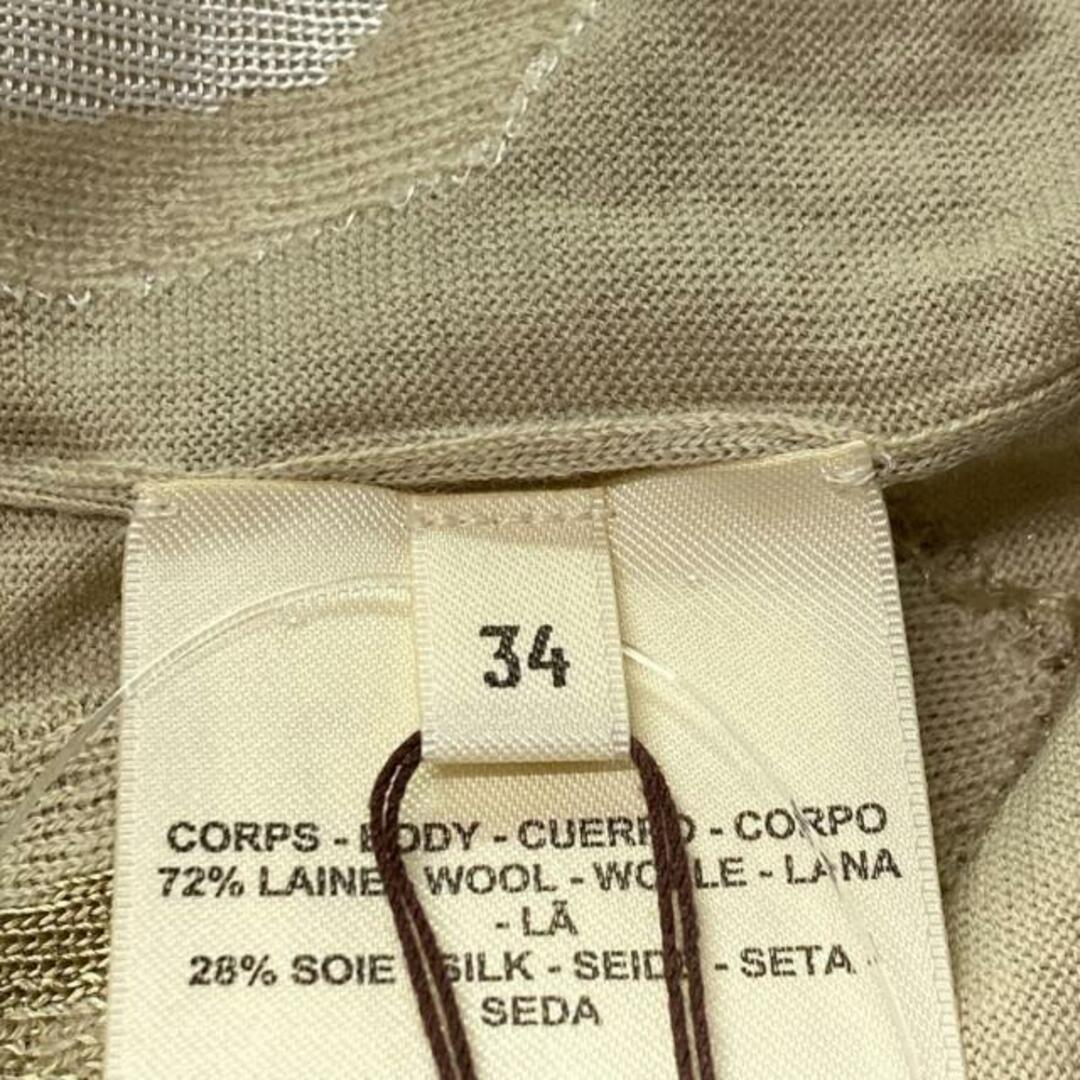 34
CORPS - BODY - CUERPO - CORPO
72% LAINE - WOOL - WOLLE - LANA
- LÃ
28% SOIE - SILK - SEIDE - SETA -
SEDA